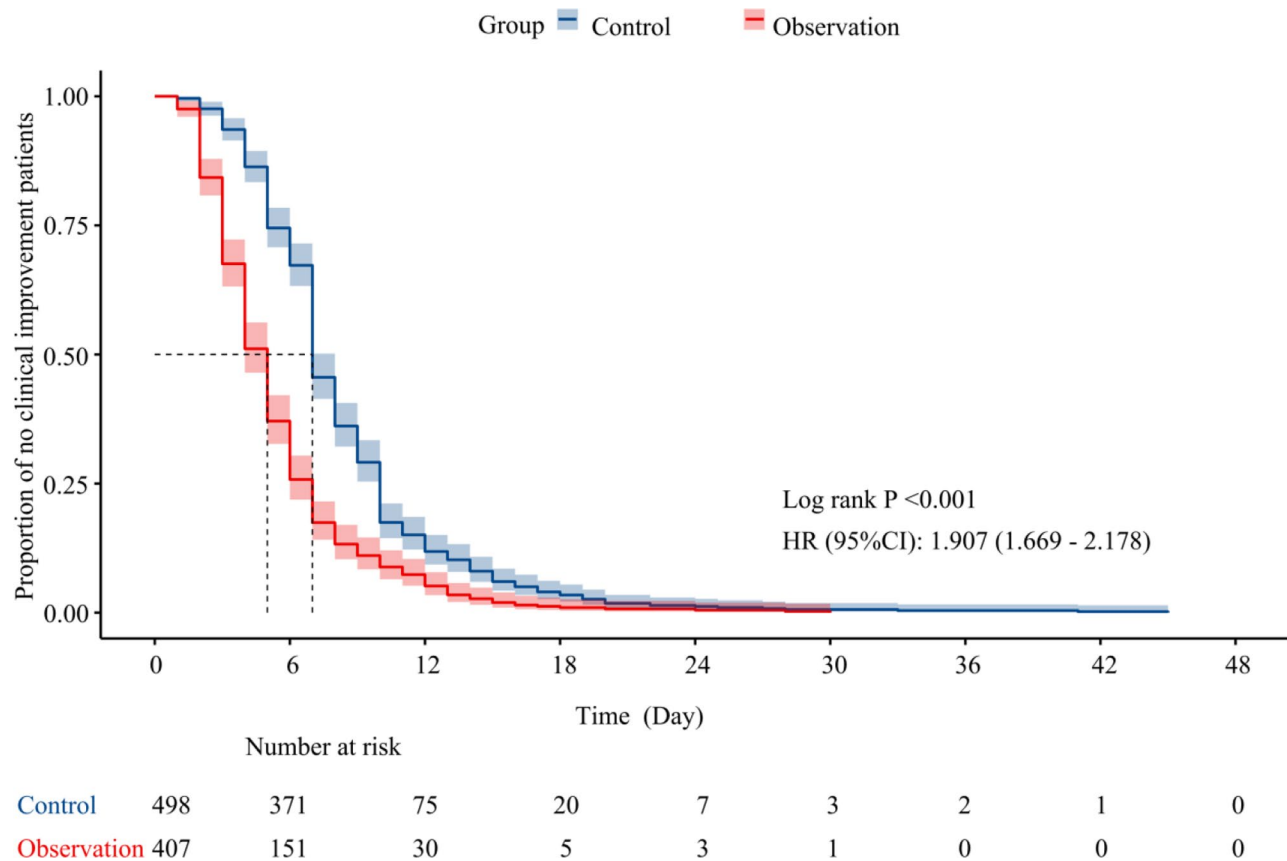 Group Control Observation
Proportion of no clinical improvement patients
1.00
0.75
0.50
0.25
0.00
Log rank P <0.001
HR (95%CI): 1.907 (1.669 - 2.178)
0 6 12 18 24 30 36 42 48
Time (Day)
Number at risk
Control 498 371 75 20 7 3 2 1 0
Observation 407 151 30 5 3 1 0 0 0